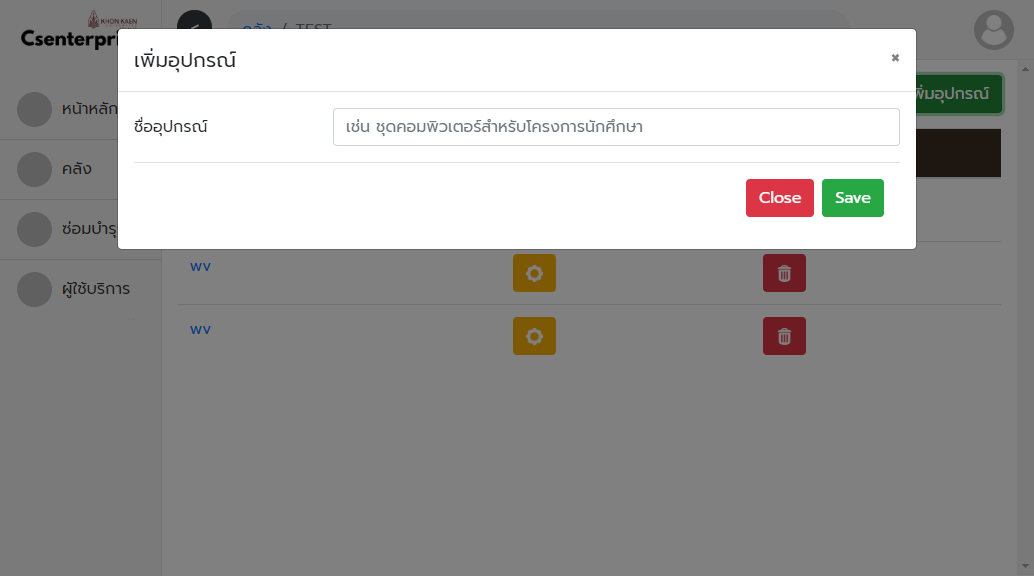 KHON KAEN
Csenterpri
<
คลัง / TEST
เพิ่มอุปกรณ์
×
เพิ่มอุปกรณ์
หน้าหลัก
ชื่ออุปกรณ์
เช่น ชุดคอมพิวเตอร์สำหรับโครงการนักศึกษา
คลัง
Close
Save
ซ่อมบำรุ
wv
ผู้ใช้บริการ
wv